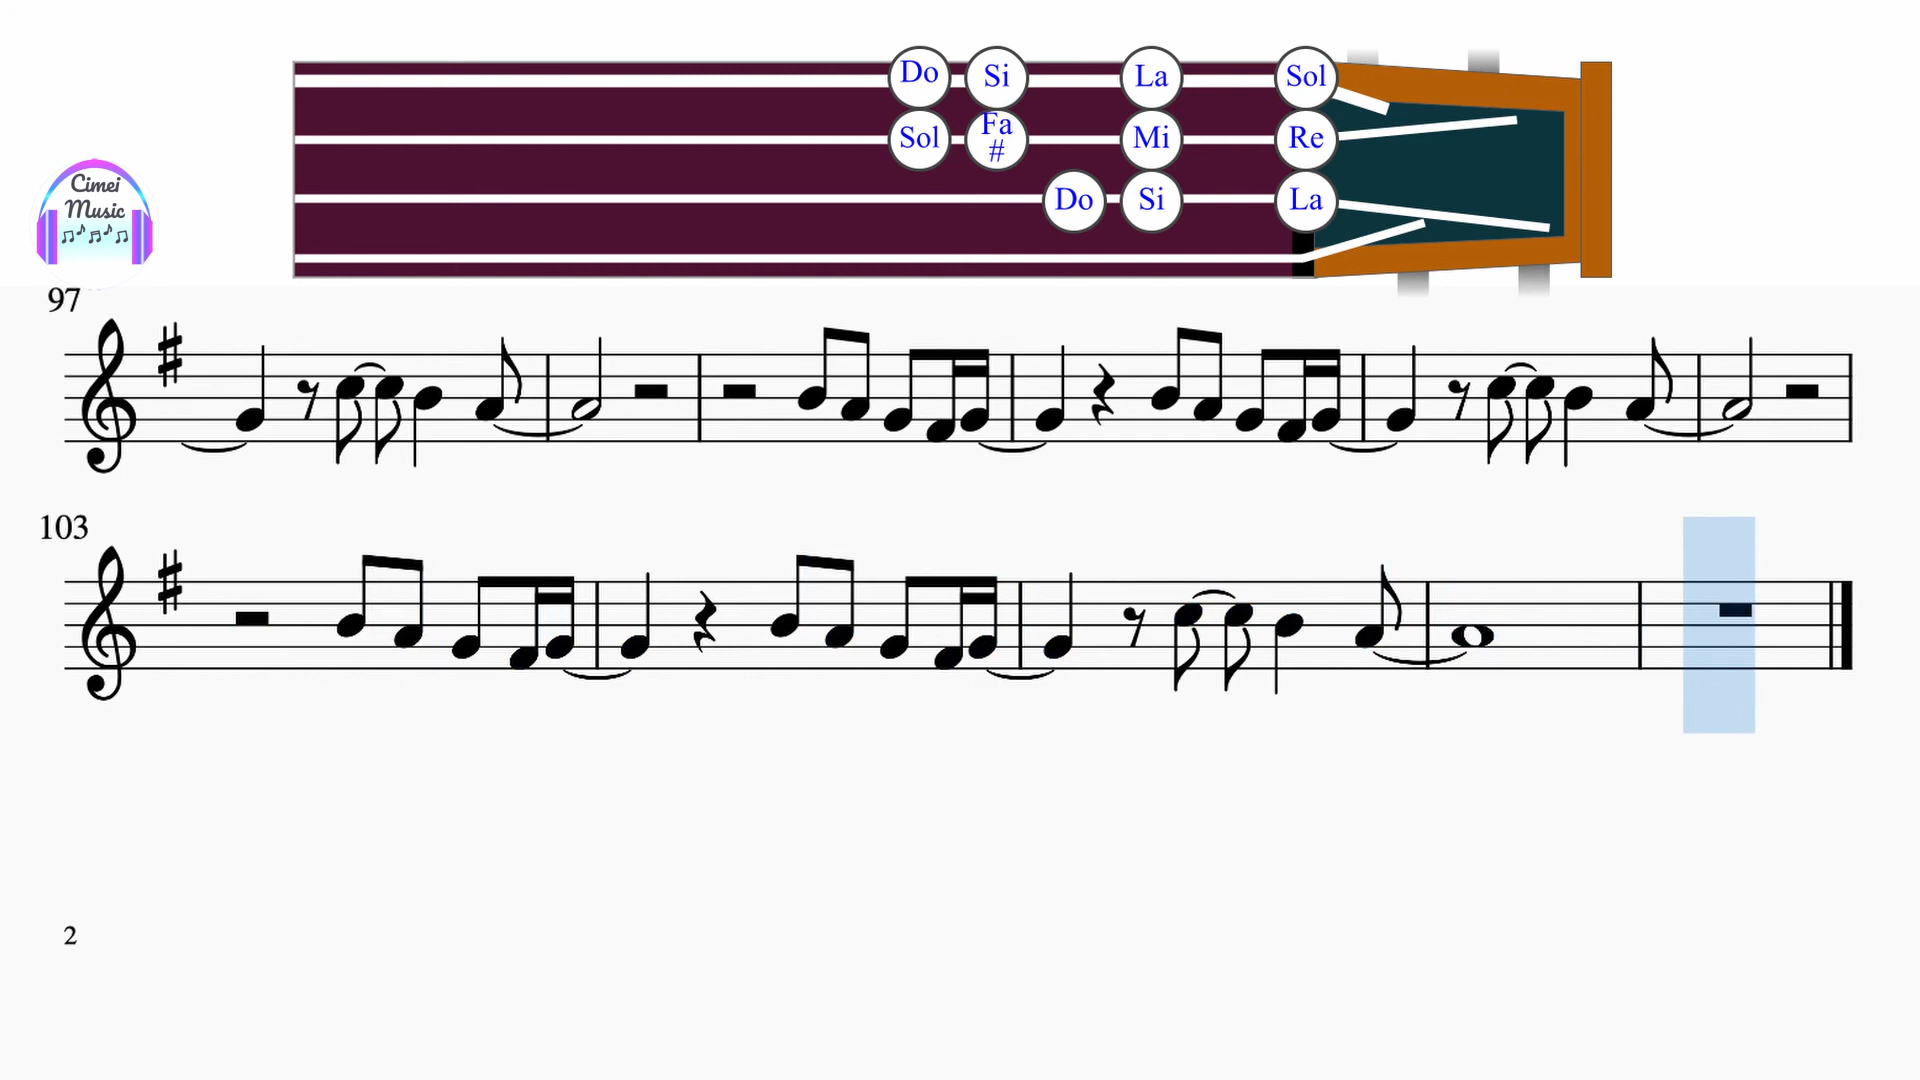 Do Si La Sol
Sol Fa # Mi Re
Do Si La
Cimei
Music
97
103
2